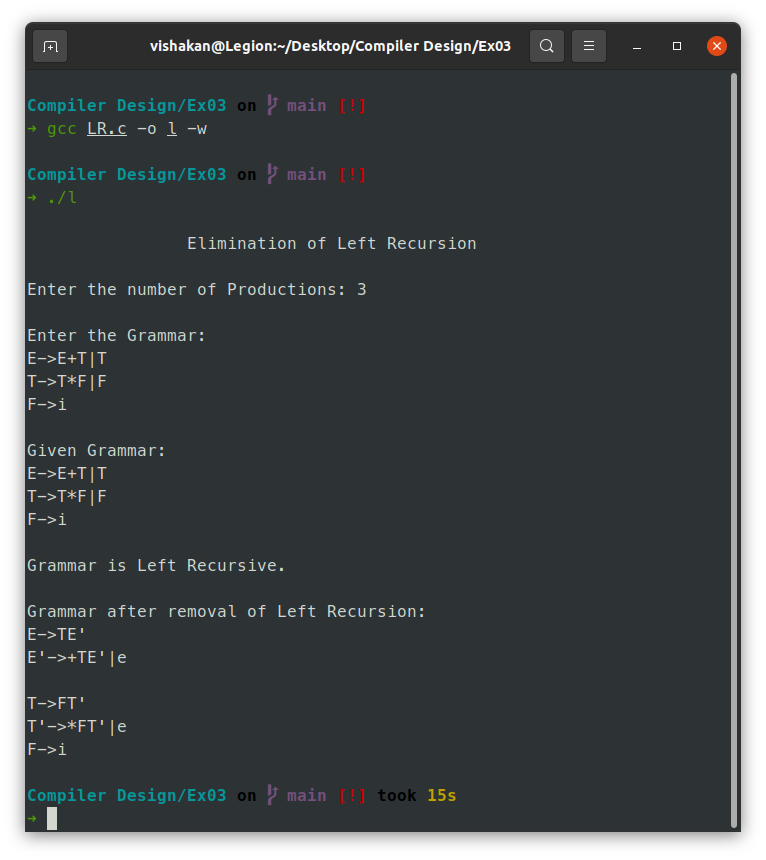 vishakan@Legion:~/Desktop/Compiler Design/Ex03
Compiler Design/Ex03 on main [!]
→ gcc LR.c -o l -w
Compiler Design/Ex03 on main [!]
→ ./l
Elimination of Left Recursion
Enter the number of Productions: 3
Enter the Grammar:
E->E+T|T
T->T*F|F
F->i
Given Grammar:
E->E+T|T
T->T*F|F
F->i
Grammar is Left Recursive.
Grammar after removal of Left Recursion:
E->TE'
E'->+TE'|e
T->FT'
T'->*FT'|e
F->i
Compiler Design/Ex03 on main [!] took 15s
→